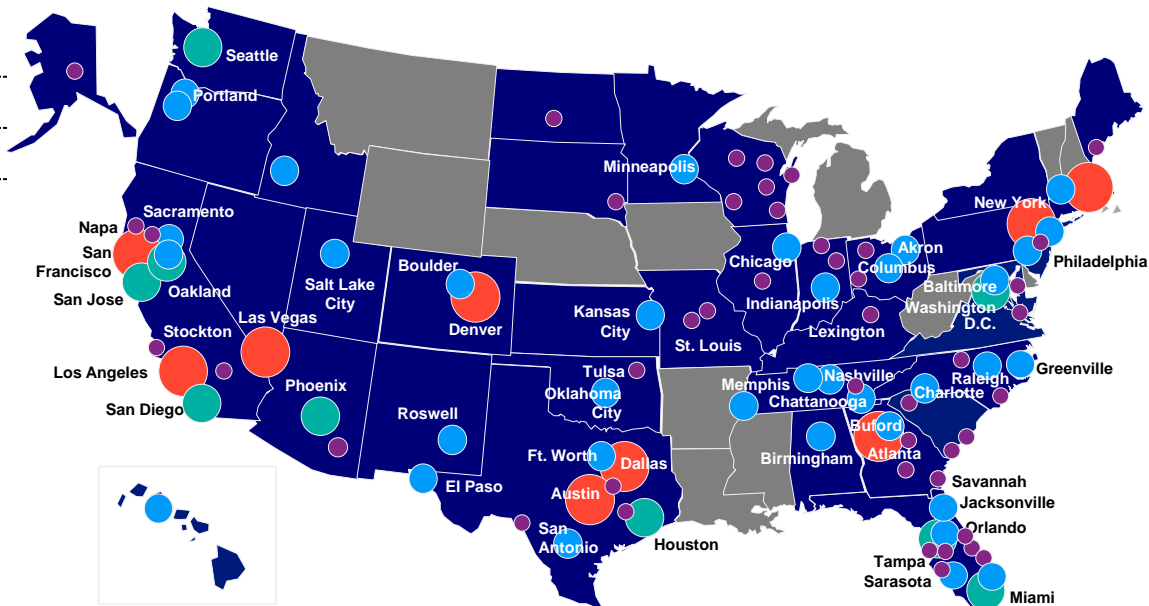 Seattle
Portland
Minneapolis
Napa
Sacramento
San
Francisco
San Jose
Oakland
Salt Lake
City
Boulder
Denver
Stockton
Las Vegas
Los Angeles
San Diego
Phoenix
Roswell
El Paso
Kansas
City
St. Louis
Tulsa
Oklahoma
City
Ft. Worth
Dallas
Austin
San
Antonio
Houston
Chicago
Indianapolis
Akron
Columbus
Lexington
New York
Philadelphia
Baltimore
Washington
D.C.
Memphis
Nashville
Chattanooga
Birmingham
Raleigh
Charlotte
Greenville
Buford
Atlanta
Savannah
Jacksonville
Orlando
Tampa
Sarasota
Miami